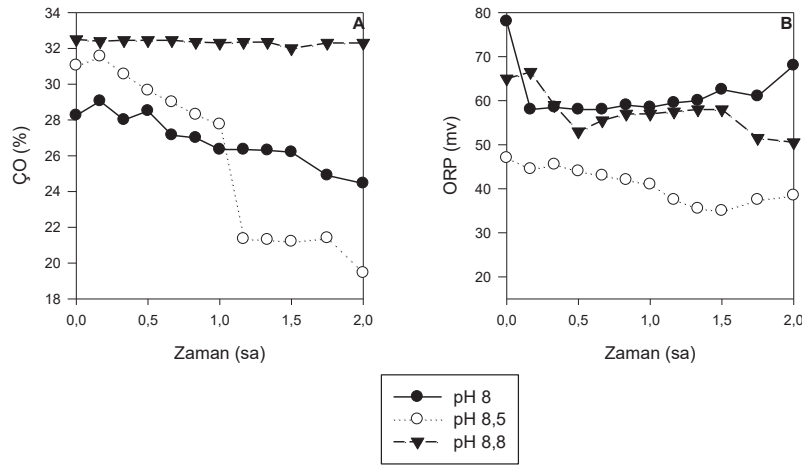 A
34
32
30
28
26
24
22
20
18
ÇO (%)
0,0 0,5 1,0 1,5 2,0
Zaman (sa)
B
80
70
60
50
40
30
20
ORP (mv)
0,0 0,5 1,0 1,5 2,0
Zaman (sa)
pH 8
pH 8,5
pH 8,8